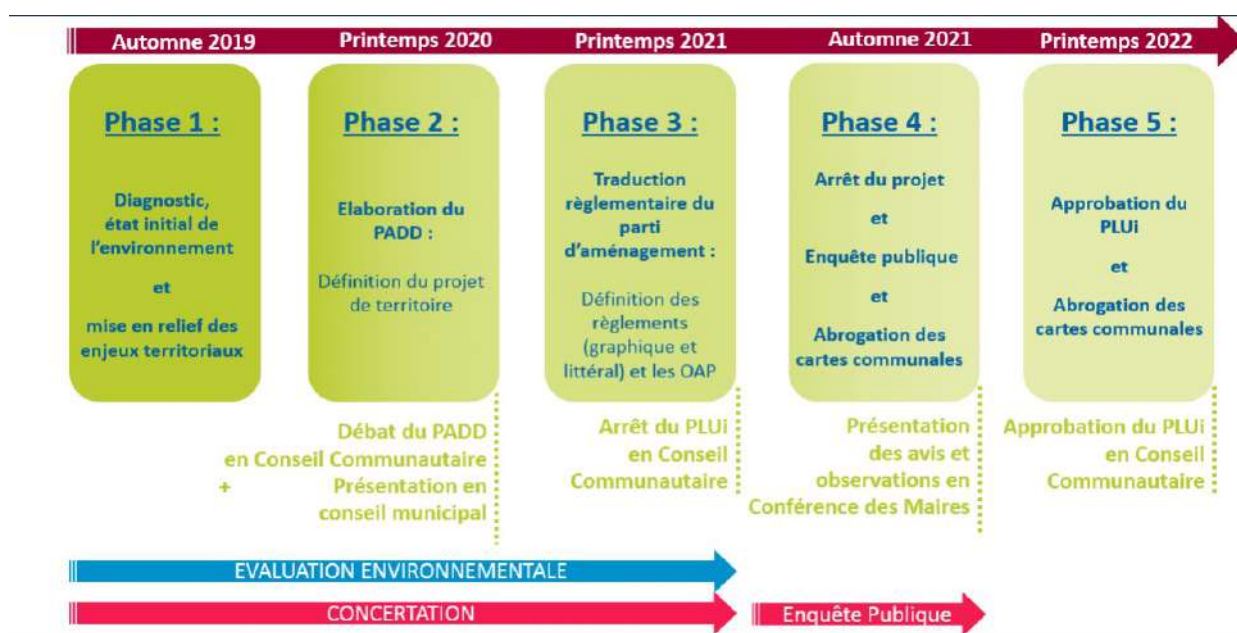 Automne 2019
Printemps 2020
Printemps 2021
Automne 2021
Printemps 2022
Phase 1 :
Diagnostic,
état initial de
l'environnement
et
mise en relief des
enjeux territoriaux
Phase 2 :
Elaboration du
PADD :
Définition du projet
de territoire
Phase 3 :
Traduction
règlementaire du
parti
d'aménagement :
Définition des
règlements
(graphique et
littéral) et les OAP
Phase 4 :
Arrêt du projet
et
Enquête publique
et
Abrogation des
cartes communales
Phase 5 :
Approbation du
PLUi
et
Abrogation des
cartes communales
Débat du PADD
en Conseil Communautaire
+ Présentation en
conseil municipal
Arrêt du PLUi
en Conseil
Communautaire
Présentation
des avis et
observations en
Conférence des Maires
Approbation du PLUi
en Conseil
Communautaire
EVALUATION ENVIRONNEMENTALE
CONCERTATION
Enquête Publique